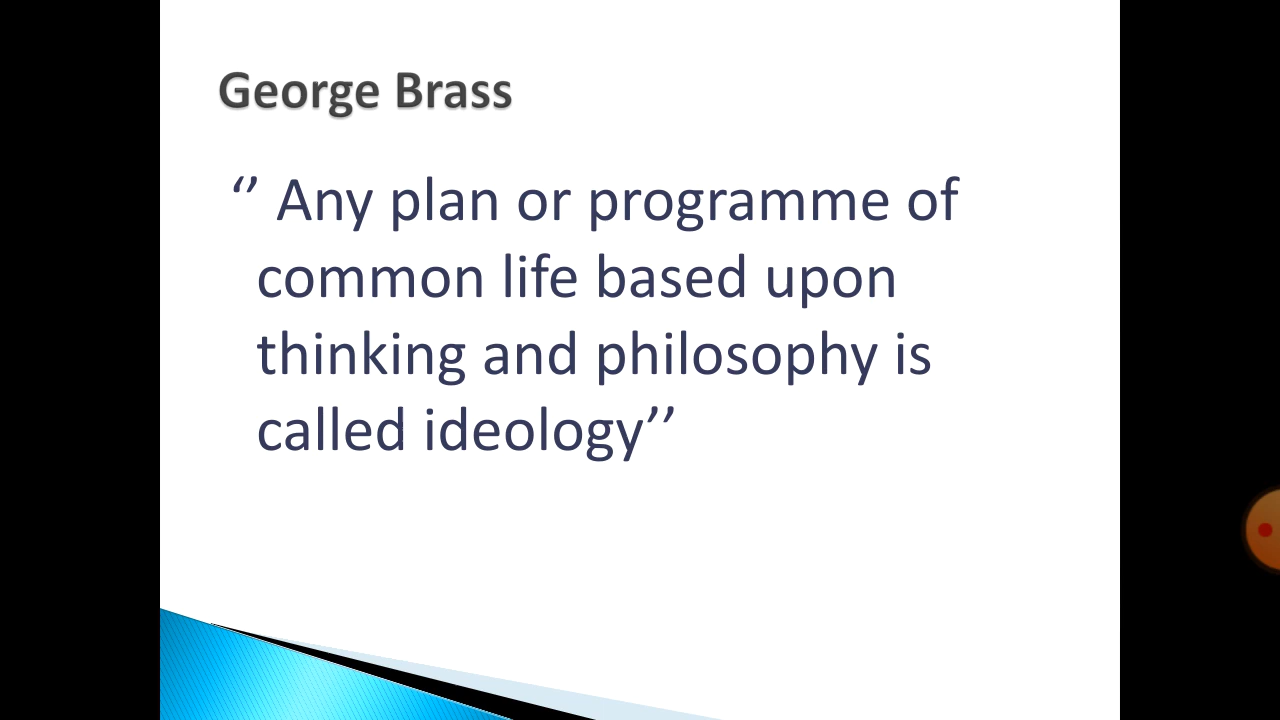 George Brass
‘’ Any plan or programme of
common life based upon
thinking and philosophy is
called ideology’’